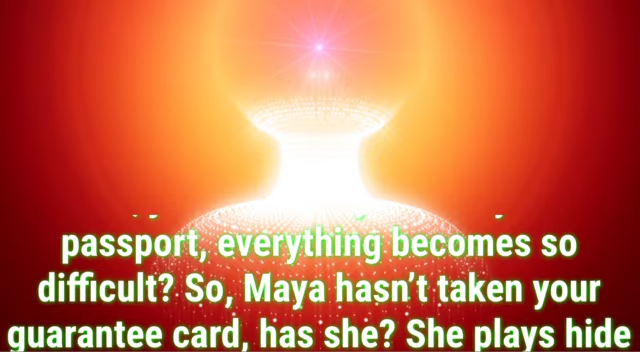 passport, everything becomes so
difficult? So, Maya hasn’t taken your
guarantee card, has she? She plays hide